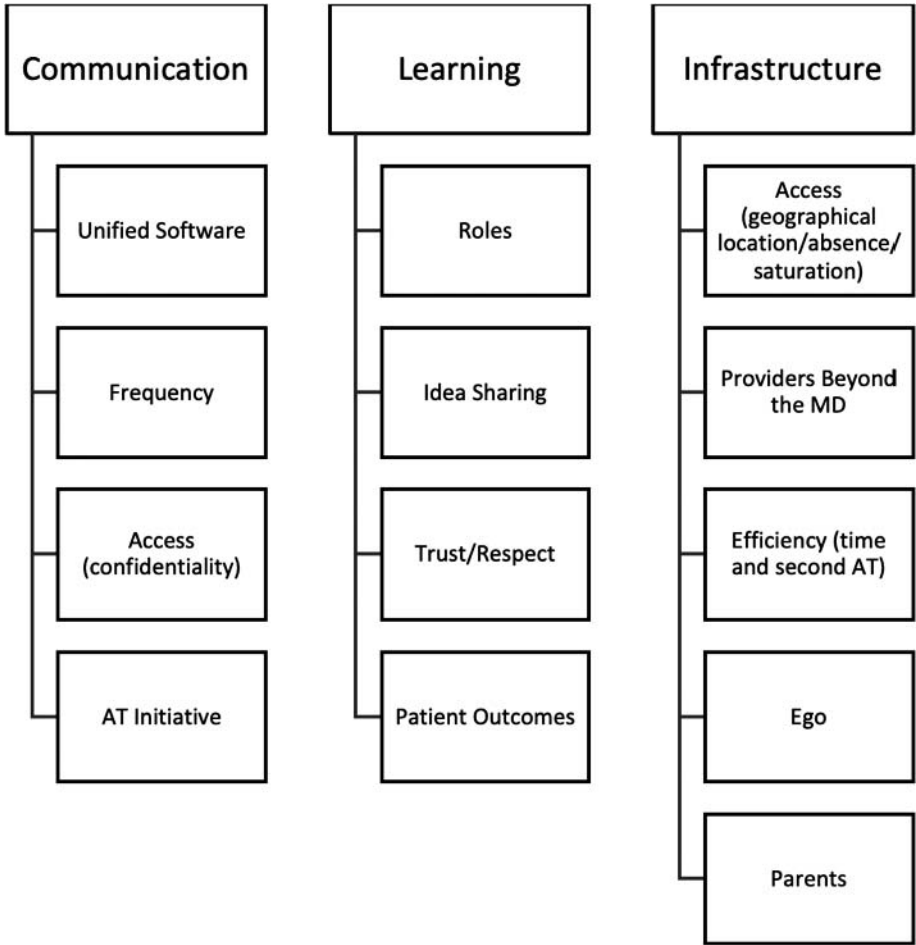 Communication
Unified Software
Frequency
Access
(confidentiality)
AT Initiative
Learning
Roles
Idea Sharing
Trust/Respect
Patient Outcomes
Infrastructure
Access
(geographical
location/absence/
saturation)
Providers Beyond
the MD
Efficiency (time
and second AT)
Ego
Parents